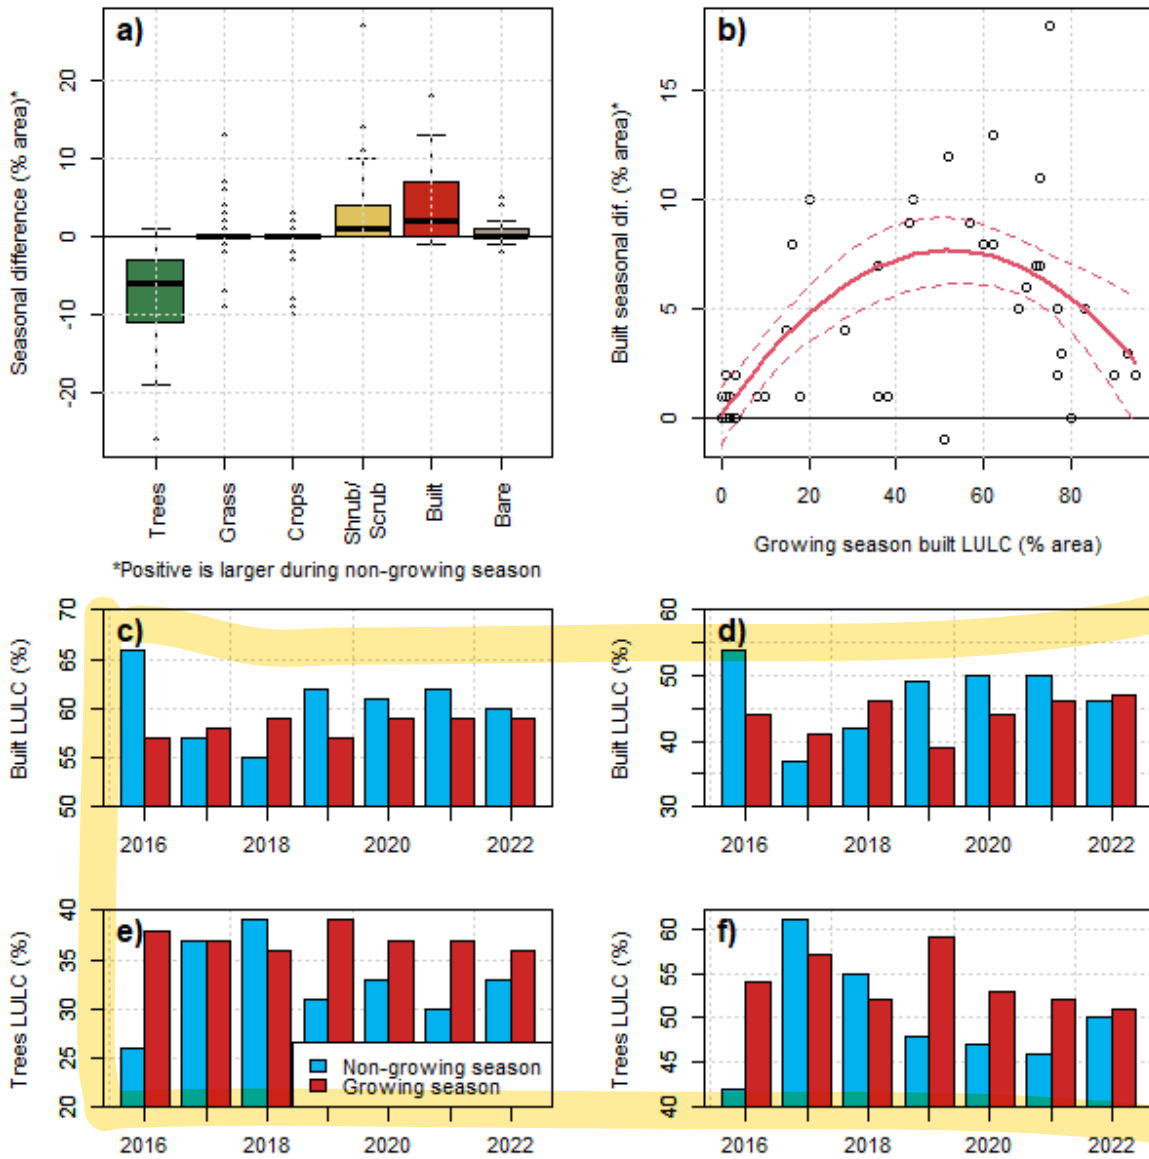 a)
Seasonal difference (% area)*
20
10
0
-10
-20
Trees
Grass
Crops
Shrub/
Scrub
Built
Bare
*Positive is larger during non-growing season
b)
Built seasonal dif. (% area)*
15
10
5
0
0 20 40 60 80
Growing season built LULC (% area)
c)
Built LULC (%)
70
65
60
55
50
2016 2018 2020 2022
d)
Built LULC (%)
60
50
40
30
2016 2018 2020 2022
e)
Trees LULC (%)
40
35
30
25
20
Non-growing season
Growing season
2016 2018 2020 2022
f)
Trees LULC (%)
60
55
50
45
40
2016 2018 2020 2022